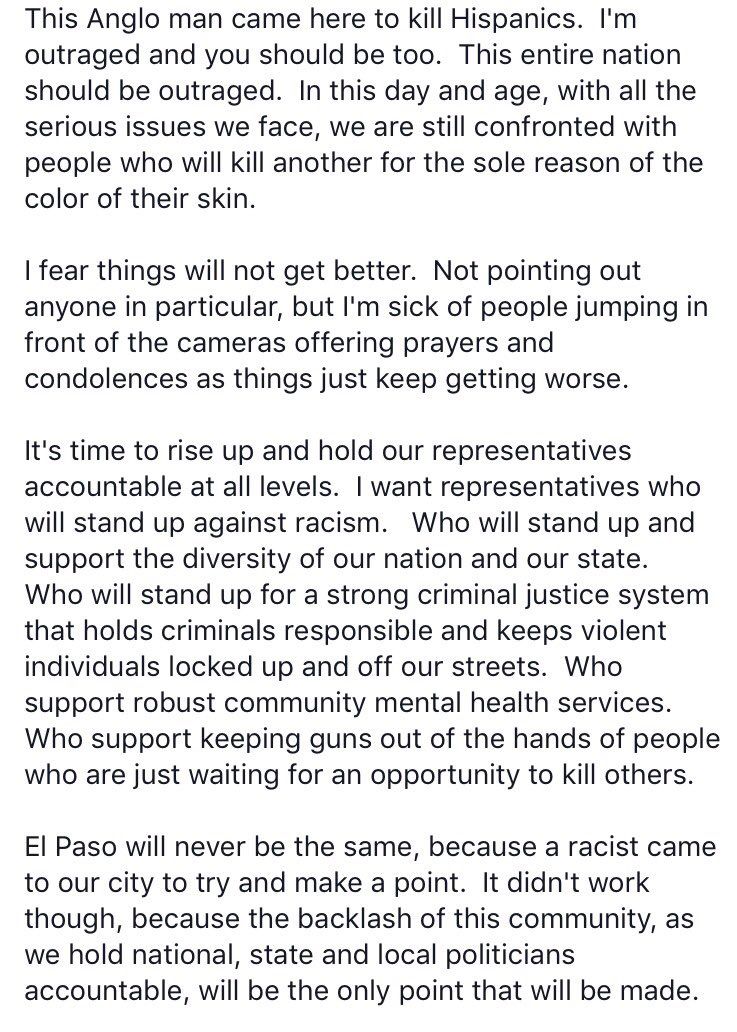 This Anglo man came here to kill Hispanics.  I'm
outraged and you should be too.  This entire nation
should be outraged.  In this day and age, with all the
serious issues we face, we are still confronted with
people who will kill another for the sole reason of the
color of their skin.

I fear things will not get better.  Not pointing out
anyone in particular, but I'm sick of people jumping in
front of the cameras offering prayers and
condolences as things just keep getting worse.

It's time to rise up and hold our representatives
accountable at all levels.  I want representatives who
will stand up against racism.   Who will stand up and
support the diversity of our nation and our state.
Who will stand up for a strong criminal justice system
that holds criminals responsible and keeps violent
individuals locked up and off our streets.  Who
support robust community mental health services.
Who support keeping guns out of the hands of people
who are just waiting for an opportunity to kill others.

El Paso will never be the same, because a racist came
to our city to try and make a point.  It didn't work
though, because the backlash of this community, as
we hold national, state and local politicians
accountable, will be the only point that will be made.